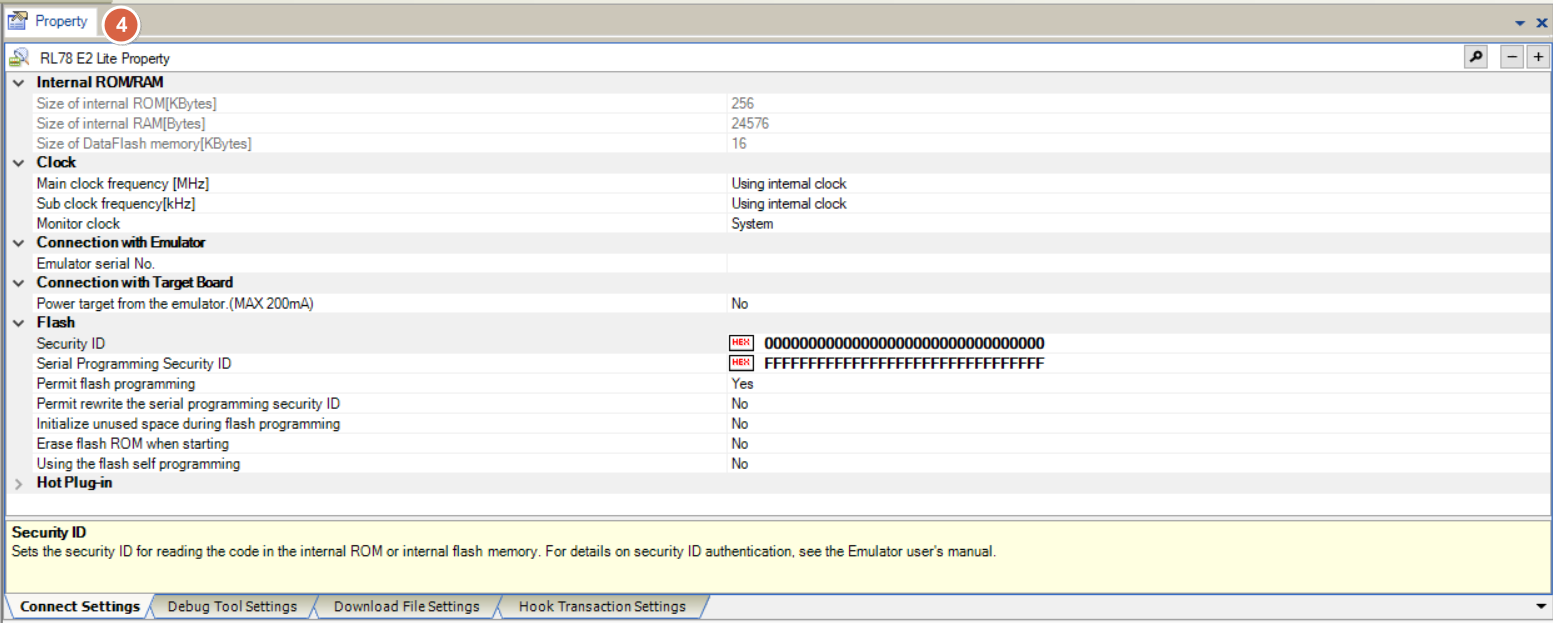 Property 4
RL78 E2 Lite Property
Internal ROM/RAM
Size of internal ROM[KBytes] 256
Size of internal RAM[Bytes] 24576
Size of DataFlash memory[KBytes] 16
Clock
Main clock frequency [MHz] Using internal clock
Sub clock frequency[kHz] Using internal clock
Monitor clock System
Connection with Emulator
Emulator serial No.
Connection with Target Board
Power target from the emulator.(MAX 200mA) No
Flash
Security ID HEX 00000000000000000000000000000000
Serial Programming Security ID HEX FFFFFFFFFFFFFFFFFFFFFFFFFFFFFFFF
Permit flash programming Yes
Permit rewrite the serial programming security ID No
Initialize unused space during flash programming No
Erase flash ROM when starting No
Using the flash self programming No
Hot Plug-in
Security ID
Sets the security ID for reading the code in the internal ROM or internal flash memory. For details on security ID authentication, see the Emulator user's manual.
Connect Settings Debug Tool Settings Download File Settings Hook Transaction Settings